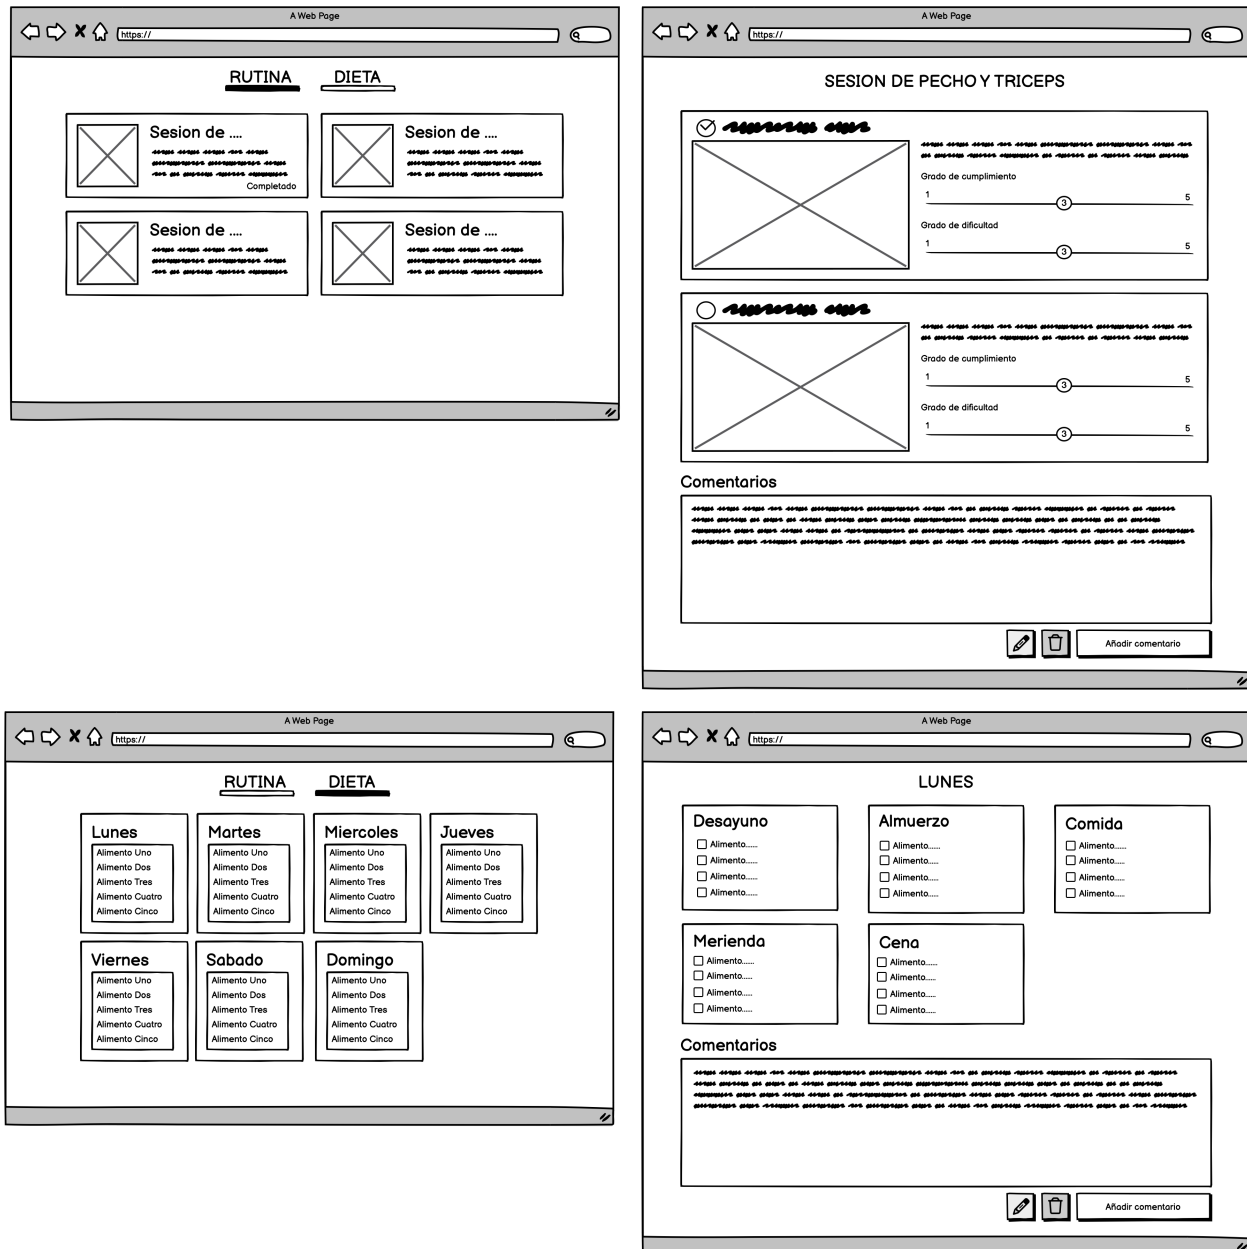 A Web Page
https://
RUTINA DIETA
Sesion de ....
Completado
Sesion de ....
Sesion de ....
Sesion de ....
A Web Page
https://
SESION DE PECHO Y TRICEPS
Grado de cumplimiento
1 3 5
Grado de dificultad
1 3 5
Grado de cumplimiento
1 3 5
Grado de dificultad
1 3 5
Comentarios
Añadir comentario
A Web Page
https://
RUTINA DIETA
Lunes
Alimento Uno
Alimento Dos
Alimento Tres
Alimento Cuatro
Alimento Cinco
Martes
Alimento Uno
Alimento Dos
Alimento Tres
Alimento Cuatro
Alimento Cinco
Miercoles
Alimento Uno
Alimento Dos
Alimento Tres
Alimento Cuatro
Alimento Cinco
Jueves
Alimento Uno
Alimento Dos
Alimento Tres
Alimento Cuatro
Alimento Cinco
Viernes
Alimento Uno
Alimento Dos
Alimento Tres
Alimento Cuatro
Alimento Cinco
Sabado
Alimento Uno
Alimento Dos
Alimento Tres
Alimento Cuatro
Alimento Cinco
Domingo
Alimento Uno
Alimento Dos
Alimento Tres
Alimento Cuatro
Alimento Cinco
A Web Page
https://
LUNES
Desayuno
Alimento.....
Alimento.....
Alimento.....
Alimento.....
Almuerzo
Alimento.....
Alimento.....
Alimento.....
Alimento.....
Comida
Alimento.....
Alimento.....
Alimento.....
Alimento.....
Merienda
Alimento.....
Alimento.....
Alimento.....
Alimento.....
Cena
Alimento.....
Alimento.....
Alimento.....
Alimento.....
Comentarios
Añadir comentario